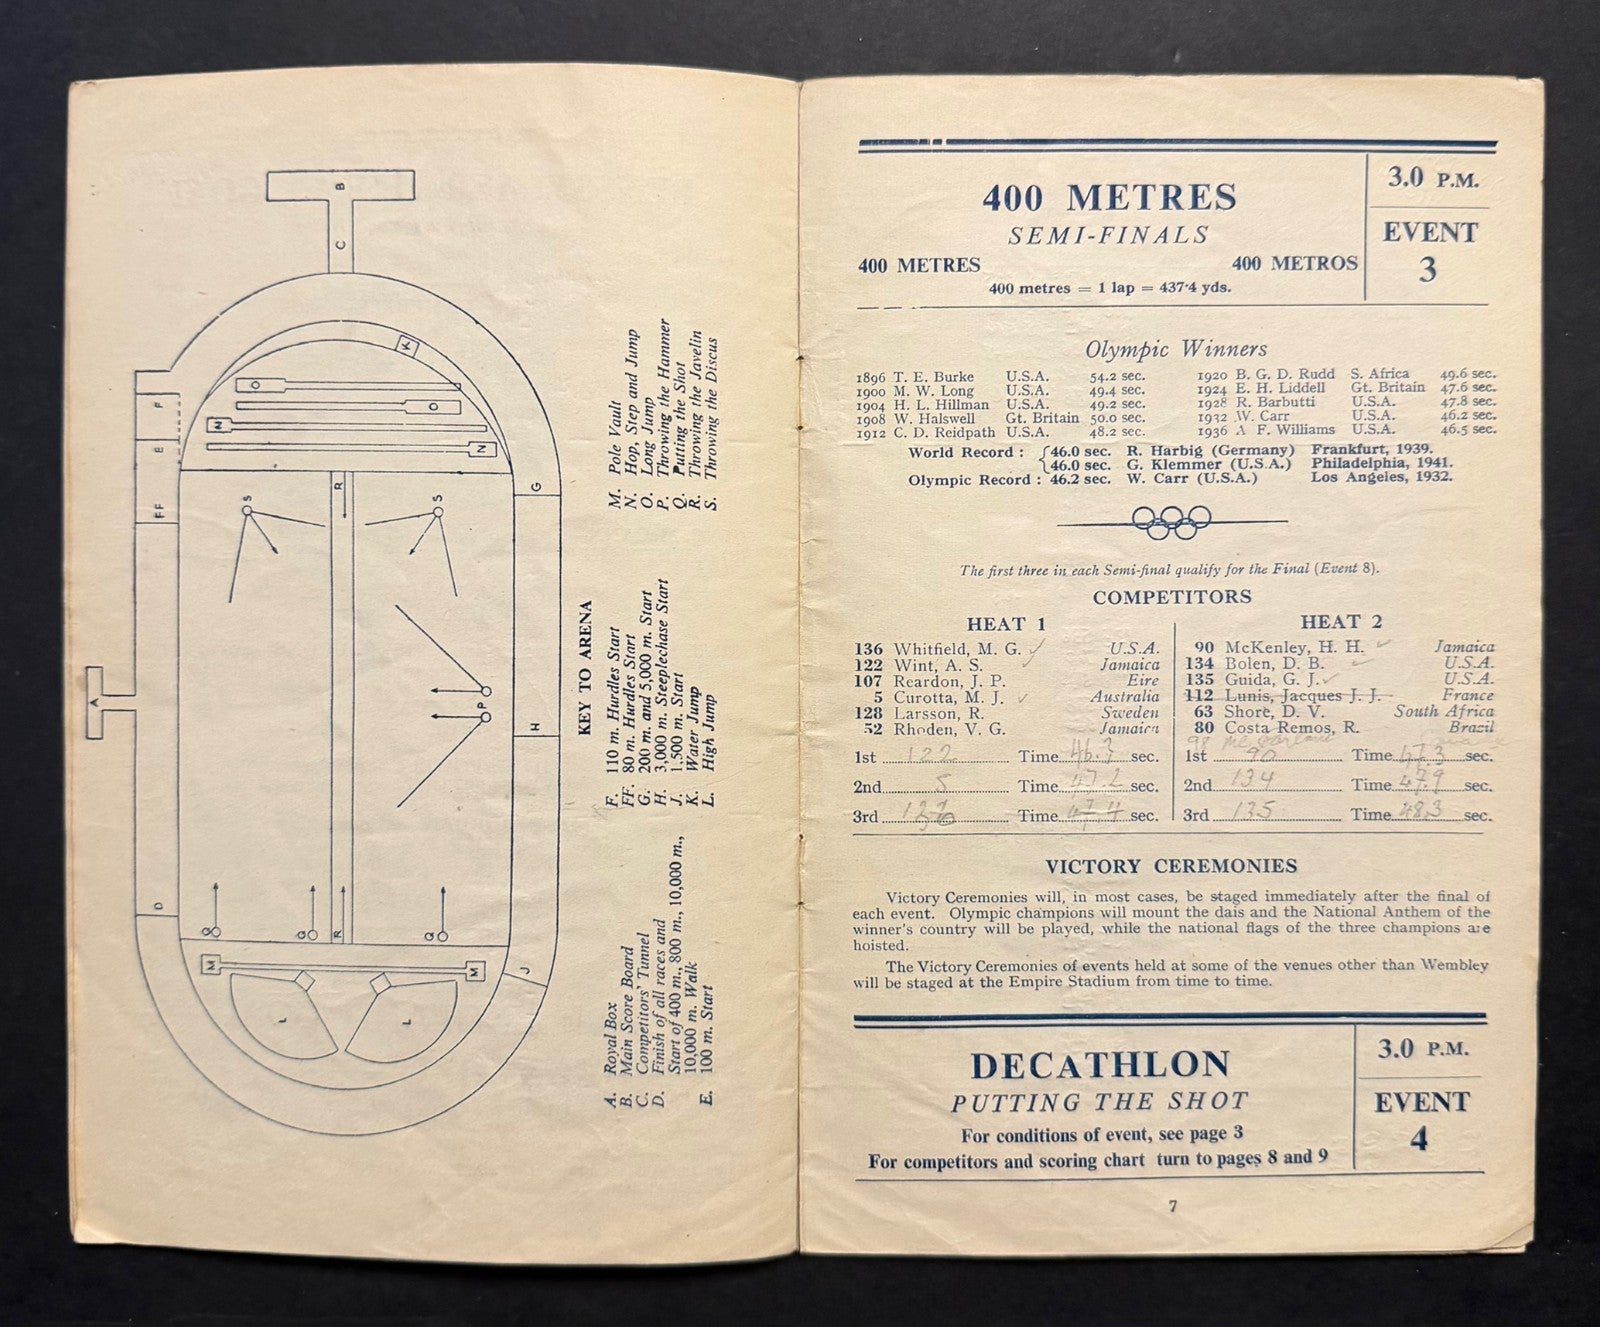 A
B
C
F
E
FF
D
G
H
J
K
O
O
N
N
S
S
R
R
P
Q
Q
Q
M
M
L
L
KEY TO ARENA
A. Royal Box
B. Main Score Board
C. Competitors' Tunnel
D. Finish of all races and
Start of 400 m., 800 m., 10,000 m.,
10,000 m. Walk
E. 100 m. Start
F. 110 m. Hurdles Start
FF. 80 m. Hurdles Start
G. 200 m. and 5,000 m. Start
H. 3,000 m. Steeplechase Start
J. 1,500 m. Start
K. Water Jump
L. High Jump
M. Pole Vault
N. Hop, Step and Jump
O. Long Jump
P. Throwing the Hammer
Q. Putting the Shot
R. Throwing the Javelin
S. Throwing the Discus
400 METRES
SEMI-FINALS
400 METRES 400 METROS
400 metres = 1 lap = 437·4 yds.
3.0 P.M.
EVENT
3
Olympic Winners
1896 T. E. Burke U.S.A. 54.2 sec.
1900 M. W. Long U.S.A. 49.4 sec.
1904 H. L. Hillman U.S.A. 49.2 sec.
1908 W. Halswell Gt. Britain 50.0 sec.
1912 C. D. Reidpath U.S.A. 48.2 sec.
1920 B. G. D. Rudd S. Africa 49.6 sec.
1924 E. H. Liddell Gt. Britain 47.6 sec.
1928 R. Barbutti U.S.A. 47.8 sec.
1932 W. Carr U.S.A. 46.2 sec.
1936 A F. Williams U.S.A. 46.5 sec.
World Record : 46.0 sec. R. Harbig (Germany) Frankfurt, 1939.
46.0 sec. G. Klemmer (U.S.A.) Philadelphia, 1941.
Olympic Record : 46.2 sec. W. Carr (U.S.A.) Los Angeles, 1932.
The first three in each Semi-final qualify for the Final (Event 8).
COMPETITORS
HEAT 1
136 Whitfield, M. G. U.S.A.
122 Wint, A. S. Jamaica
107 Reardon, J. P. Eire
5 Curotta, M. J. Australia
128 Larsson, R. Sweden
52 Rhoden, V. G. Jamaica
1st 122 Time 46.3 sec.
2nd 5 Time 47.2 sec.
3rd Time 47.4 sec.
HEAT 2
90 McKenley, H. H. Jamaica
134 Bolen, D. B. U.S.A.
135 Guida, G. J. U.S.A.
112 Lunis, Jacques J. J. France
63 Shore, D. V. South Africa
80 Costa Remos, R. Brazil
1st 90 Time 47.3 sec.
2nd 134 Time 47.9 sec.
3rd 135 Time 48.3 sec.
VICTORY CEREMONIES
Victory Ceremonies will, in most cases, be staged immediately after the final of
each event. Olympic champions will mount the dais and the National Anthem of the
winner's country will be played, while the national flags of the three champions are
hoisted.
The Victory Ceremonies of events held at some of the venues other than Wembley
will be staged at the Empire Stadium from time to time.
DECATHLON
PUTTING THE SHOT
For conditions of event, see page 3
For competitors and scoring chart turn to pages 8 and 9
3.0 P.M.
EVENT
4
7